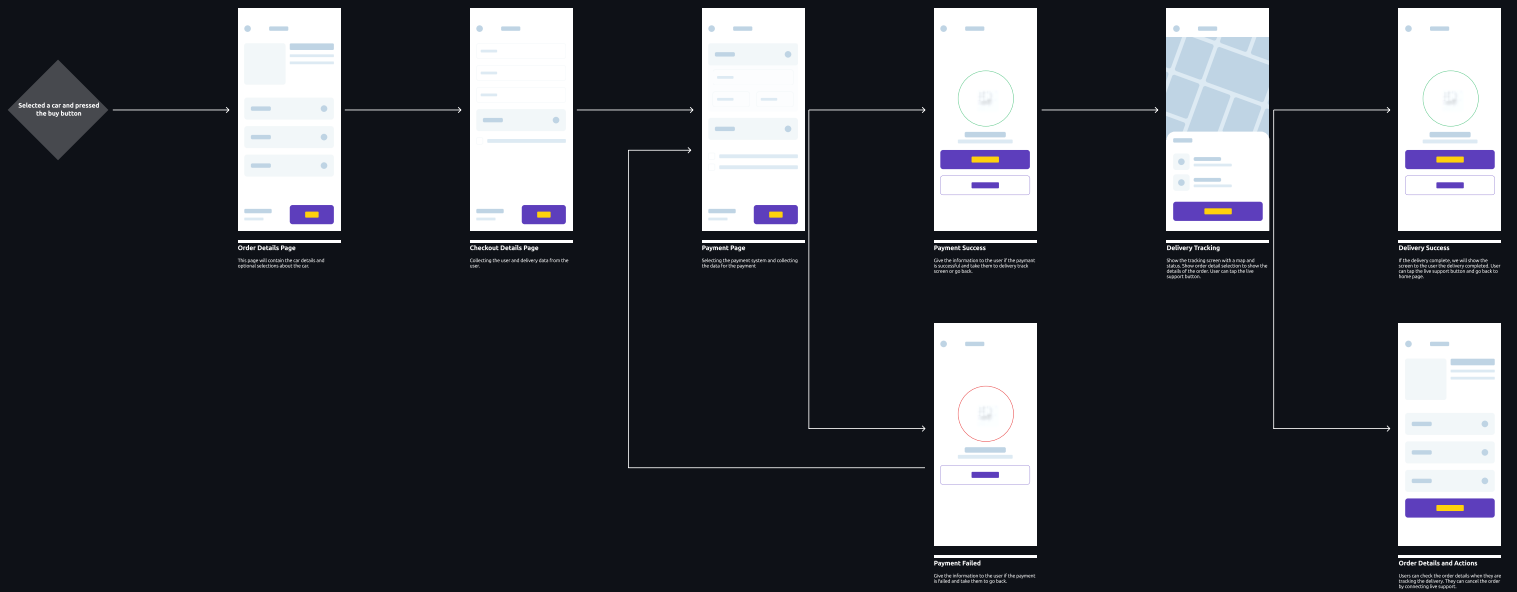 Selected a car and pressed
the buy button
Order Details Page
This page will contain the car details and
optional selections about the car.
Checkout Details Page
Collecting the user and delivery data from the
user.
Payment Page
Selecting the payment system and collecting
the data for the payment
Payment Success
Give the information to the user if the paymant
is successful and take them to delivery track
screen or go back.
Delivery Tracking
Show the tracking screen with a map and
status. Show order detail selection to show the
details of the order. User can tap the live
support button.
Delivery Success
If the delivery complete, we will show the
screen to the user the delivery completed. User
can tap the live support button and go back to
home page.
Payment Failed
Give the information to the user if the payment
is failed and take them to go back.
Order Details and Actions
Users can check the order details when they are
tracking the delivery. They can cancel the order
by connecting live support.